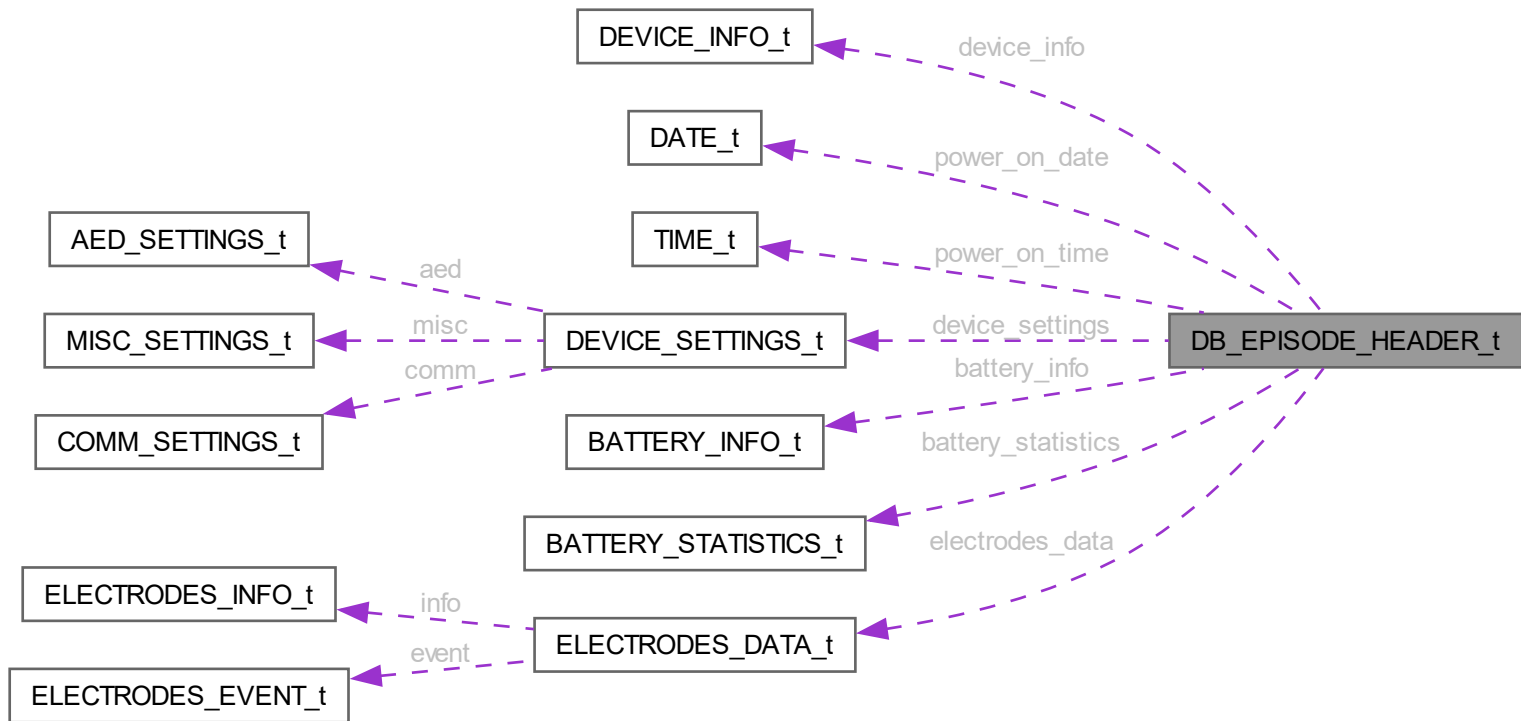 DEVICE_INFO_t
device_info
DATE_t
power_on_date
AED_SETTINGS_t
TIME_t
power_on_time
aed
MISC_SETTINGS_t
misc
DEVICE_SETTINGS_t
device_settings
DB_EPISODE_HEADER_t
comm
battery_info
COMM_SETTINGS_t
BATTERY_INFO_t
battery_statistics
BATTERY_STATISTICS_t
electrodes_data
ELECTRODES_INFO_t
info
ELECTRODES_DATA_t
event
ELECTRODES_EVENT_t